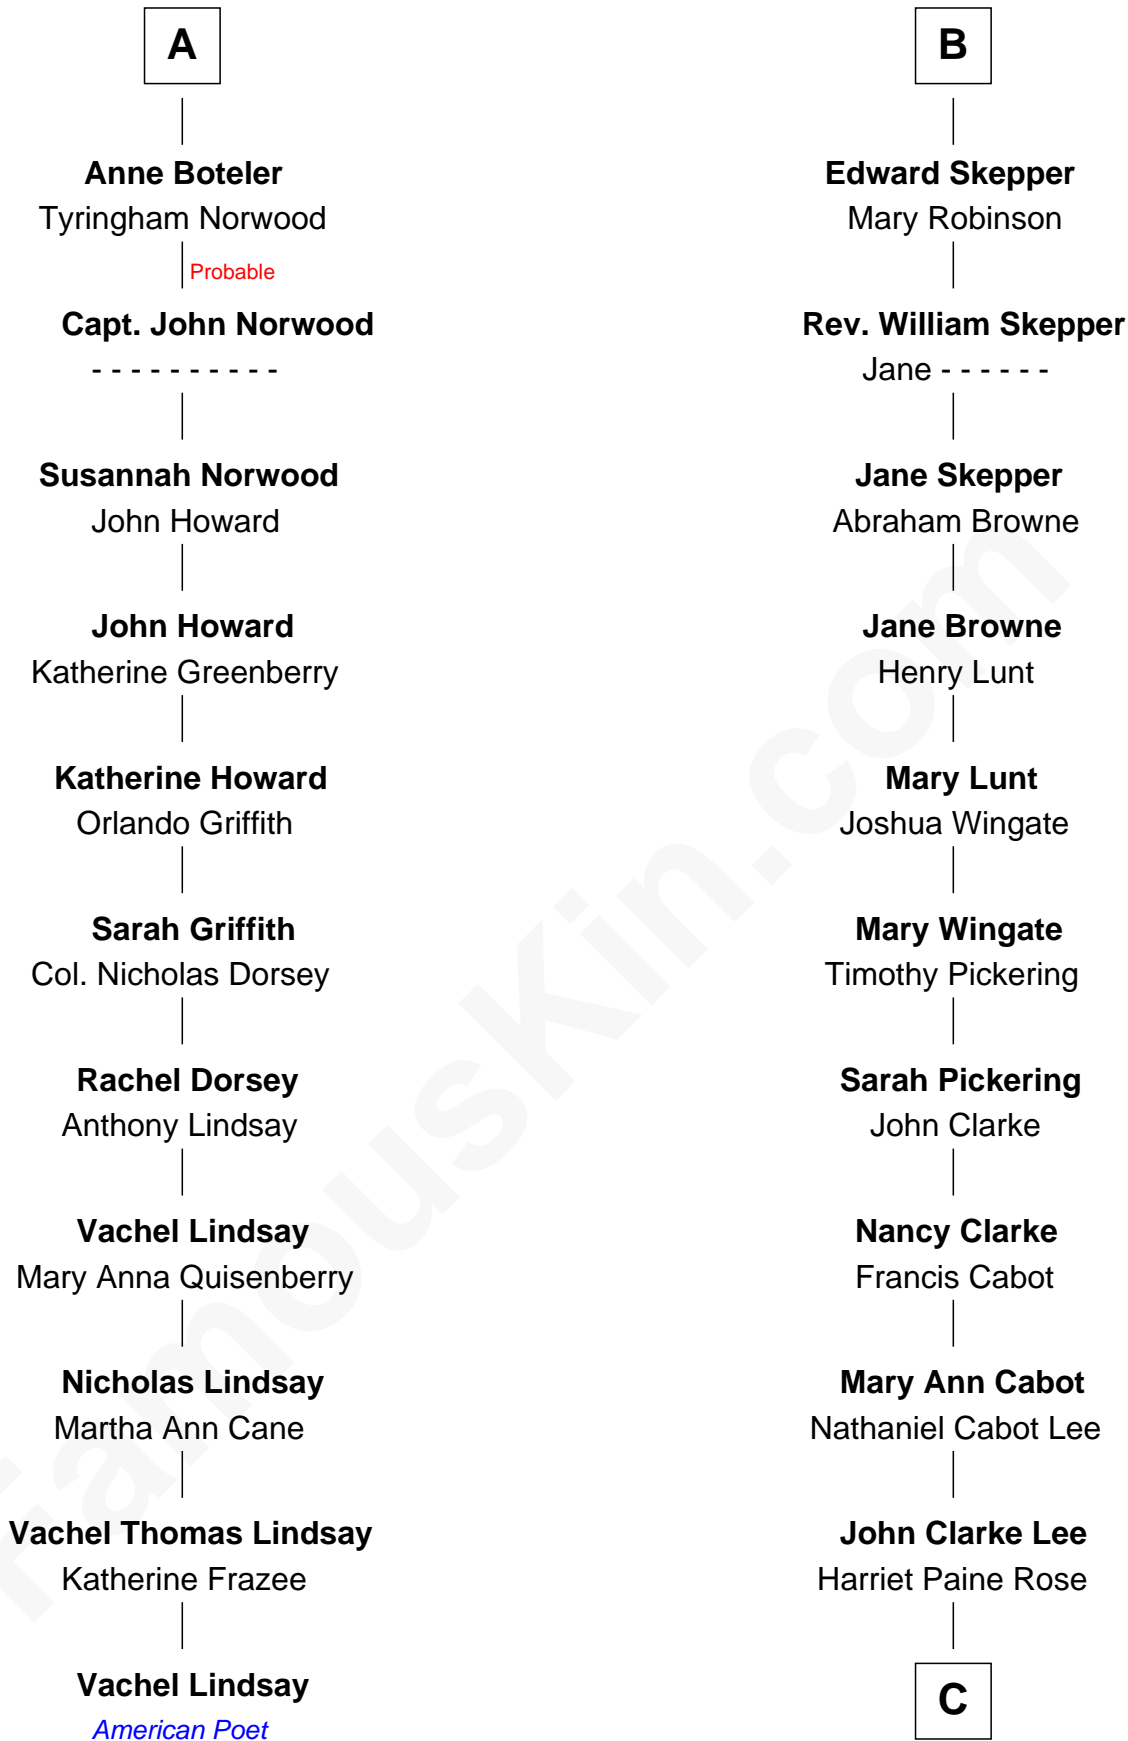 A
Anne Boteler
Tyringham Norwood
Probable
Capt. John Norwood
- - - - - - - - - -
Susannah Norwood
John Howard
John Howard
Katherine Greenberry
Katherine Howard
Orlando Griffith
Sarah Griffith
Col. Nicholas Dorsey
Rachel Dorsey
Anthony Lindsay
Vachel Lindsay
Mary Anna Quisenberry
Nicholas Lindsay
Martha Ann Cane
Vachel Thomas Lindsay
Katherine Frazee
Vachel Lindsay
American Poet
B
Edward Skepper
Mary Robinson
Rev. William Skepper
Jane - - - - - -
Jane Skepper
Abraham Browne
Jane Browne
Henry Lunt
Mary Lunt
Joshua Wingate
Mary Wingate
Timothy Pickering
Sarah Pickering
John Clarke
Nancy Clarke
Francis Cabot
Mary Ann Cabot
Nathaniel Cabot Lee
John Clarke Lee
Harriet Paine Rose
C
FamousKin.com